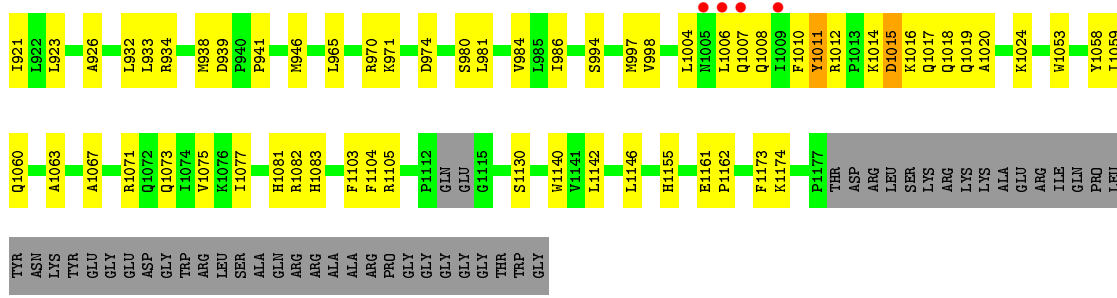 I921 L922 L923 A926 L932 L933 R934 M938 D939 P940 P941 M946 L965 R970 K971 D974 S980 L981 V984 L985 I986 S994 M997 V998 L1004 N1005 L1006 Q1007 Q1008 I1009 F1010 Y1011 R1012 P1013 K1014 D1015 K1016 Q1017 Q1018 Q1019 A1020 K1024 W1053 Y1058 I1059
Q1060 A1063 A1067 R1071 Q1072 Q1073 I1074 V1075 K1076 I1077 H1081 R1082 H1083 F1103 F1104 R1105 P1112 GLN GLU G1115 S1130 W1140 V1141 L1142 L1146 H1155 E1161 P1162 F1173 K1174 P1177 THR ASP ARG LEU SER LYS ARG LYS LYS ALA GLU ARG ILE GLN PRO LEU
TYR ASN LYS TYR GLU GLY GLU ASP GLY TRP ARG LEU SER ALA GLN ARG ARG ALA ALA ARG PRO GLY GLY GLY GLY GLY THR TRP GLY